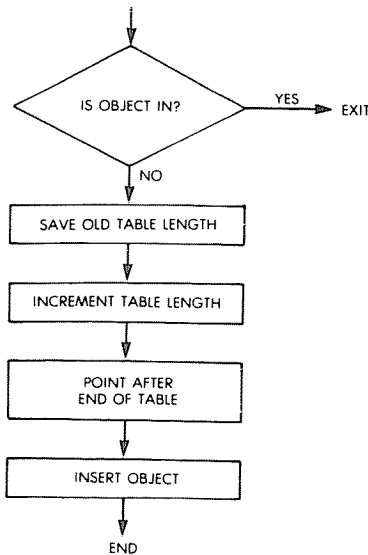 IS OBJECT IN?
YES
EXIT
NO
SAVE OLD TABLE LENGTH
INCREMENT TABLE LENGTH
POINT AFTER
END OF TABLE
INSERT OBJECT
END